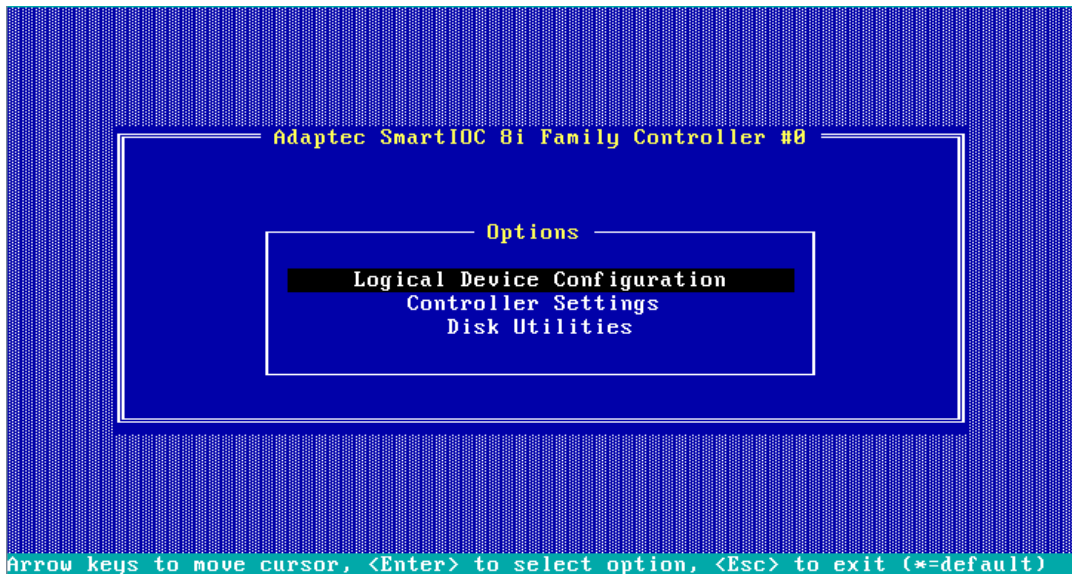 Adaptec SmartIOC 8i Family Controller #0
Options
Logical Device Configuration
Controller Settings
Disk Utilities
Arrow keys to move cursor, <Enter> to select option, <Esc> to exit (*=default)